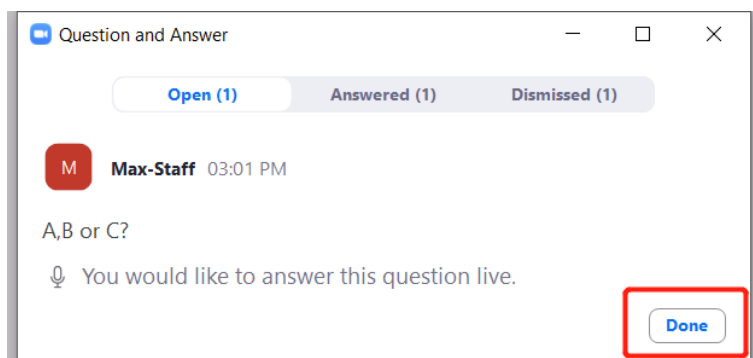 Question and Answer
Open (1) Answered (1) Dismissed (1)
M Max-Staff 03:01 PM
A,B or C?
You would like to answer this question live.
Done